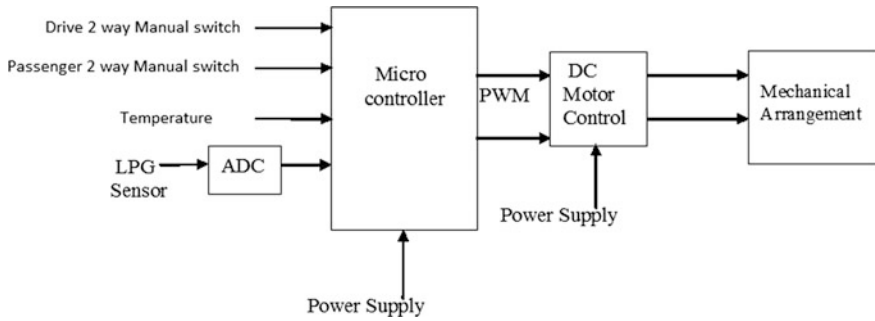 Drive 2 way Manual switch
Passenger 2 way Manual switch
Temperature
LPG
Sensor
ADC
Micro
controller
PWM
DC
Motor
Control
Mechanical
Arrangement
Power Supply
Power Supply